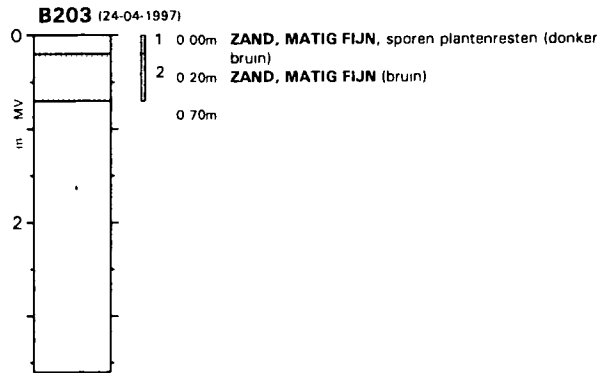 B203 (24-04-1997)
0
1 0 00m ZAND, MATIG FIJN, sporen plantenresten (donker
bruin)
2 0 20m ZAND, MATIG FIJN (bruin)
0 70m
m MV
2